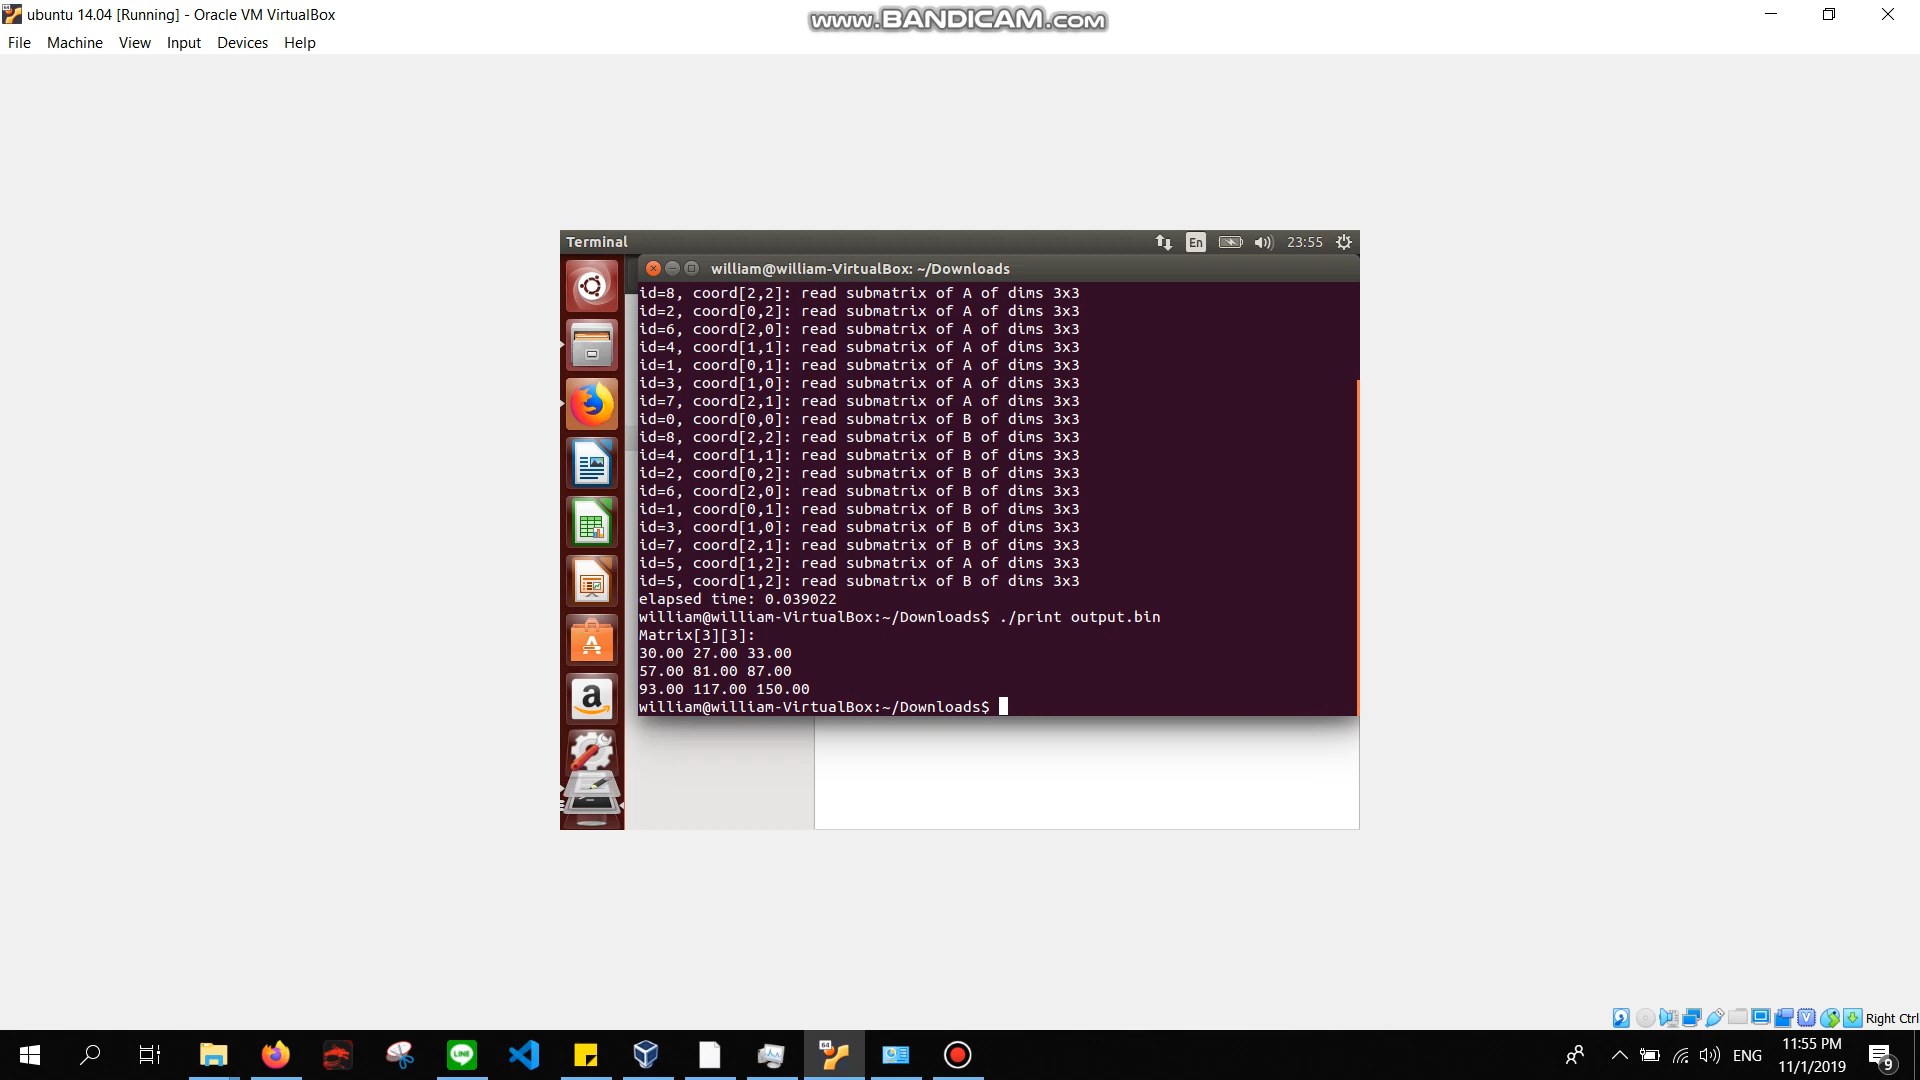 ubuntu 14.04 [Running] - Oracle VM VirtualBox
www.BANDICAM.com
File Machine View Input Devices Help
Terminal
En
23:55
william@william-VirtualBox: ~/Downloads
id=8, coord[2,2]: read submatrix of A of dims 3x3
id=2, coord[0,2]: read submatrix of A of dims 3x3
id=6, coord[2,0]: read submatrix of A of dims 3x3
id=4, coord[1,1]: read submatrix of A of dims 3x3
id=1, coord[0,1]: read submatrix of A of dims 3x3
id=3, coord[1,0]: read submatrix of A of dims 3x3
id=7, coord[2,1]: read submatrix of A of dims 3x3
id=0, coord[0,0]: read submatrix of B of dims 3x3
id=8, coord[2,2]: read submatrix of B of dims 3x3
id=4, coord[1,1]: read submatrix of B of dims 3x3
id=2, coord[0,2]: read submatrix of B of dims 3x3
id=6, coord[2,0]: read submatrix of B of dims 3x3
id=1, coord[0,1]: read submatrix of B of dims 3x3
id=3, coord[1,0]: read submatrix of B of dims 3x3
id=7, coord[2,1]: read submatrix of B of dims 3x3
id=5, coord[1,2]: read submatrix of A of dims 3x3
id=5, coord[1,2]: read submatrix of B of dims 3x3
elapsed time: 0.039022
william@william-VirtualBox:~/Downloads$ ./print output.bin
Matrix[3][3]:
30.00 27.00 33.00
57.00 81.00 87.00
93.00 117.00 150.00
william@william-VirtualBox:~/Downloads$
Right Ctrl
LINE
64
ENG
11:55 PM
11/1/2019
9